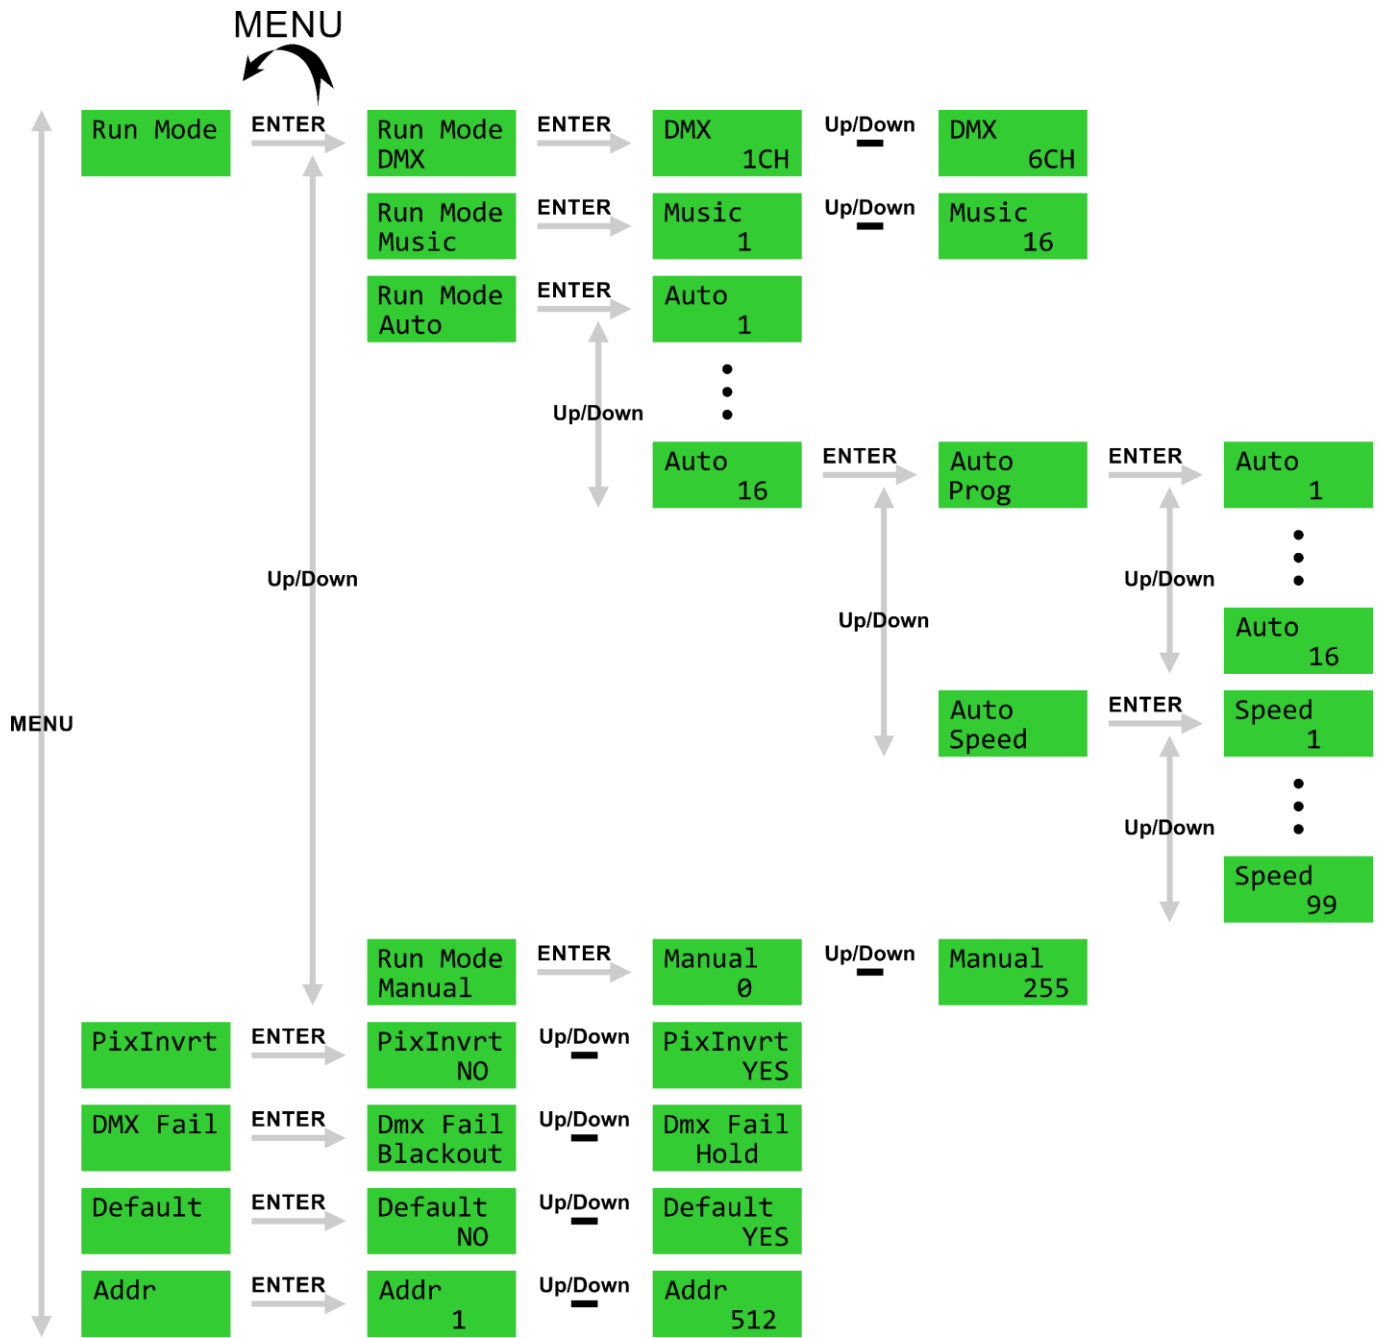 MENU
Run Mode
ENTER
Run Mode
DMX
ENTER
DMX
1CH
Up/Down
DMX
6CH
Run Mode
Music
ENTER
Music
1
Up/Down
Music
16
Run Mode
Auto
ENTER
Auto
1
Up/Down
Auto
16
ENTER
Auto
Prog
ENTER
Auto
1
Up/Down
Up/Down
Up/Down
Auto
16
MENU
Auto
Speed
ENTER
Speed
1
Up/Down
Speed
99
Run Mode
Manual
ENTER
Manual
0
Up/Down
Manual
255
PixInvrt
ENTER
PixInvrt
NO
Up/Down
PixInvrt
YES
DMX Fail
ENTER
Dmx Fail
Blackout
Up/Down
Dmx Fail
Hold
Default
ENTER
Default
NO
Up/Down
Default
YES
Addr
ENTER
Addr
1
Up/Down
Addr
512